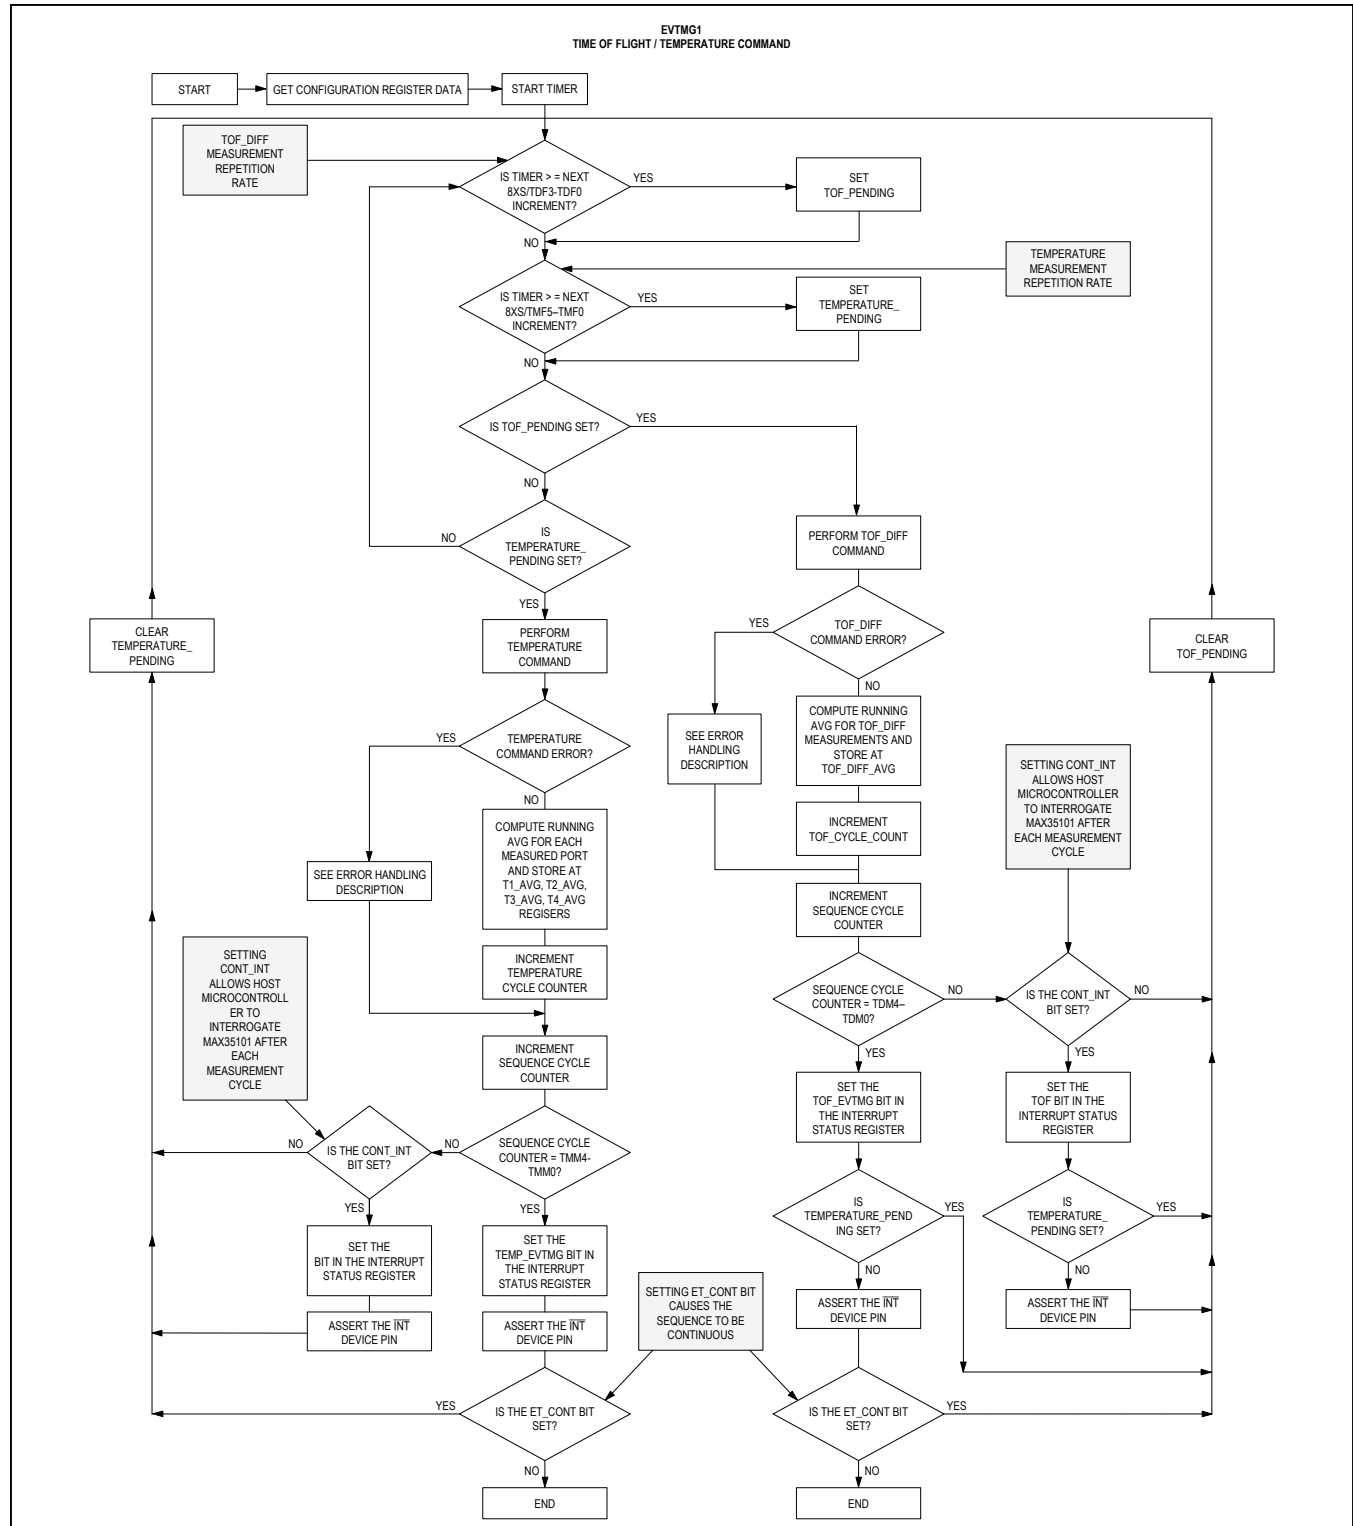 EVTMG1
TIME OF FLIGHT / TEMPERATURE COMMAND
START
GET CONFIGURATION REGISTER DATA
START TIMER
TOF_DIFF
MEASUREMENT
REPETITION
RATE
IS TIMER > = NEXT
8XS/TDF3-TDF0
INCREMENT?
YES
SET
TOF_PENDING
NO
TEMPERATURE
MEASUREMENT
REPETITION RATE
IS TIMER > = NEXT
8XS/TMF5–TMF0
INCREMENT?
YES
SET
TEMPERATURE_
PENDING
NO
IS TOF_PENDING SET?
YES
NO
IS
TEMPERATURE_
PENDING SET?
NO
YES
PERFORM TOF_DIFF
COMMAND
CLEAR
TEMPERATURE_
PENDING
PERFORM
TEMPERATURE
COMMAND
YES
TOF_DIFF
COMMAND ERROR?
NO
CLEAR
TOF_PENDING
YES
TEMPERATURE
COMMAND ERROR?
NO
SEE ERROR
HANDLING
DESCRIPTION
COMPUTE RUNNING
AVG FOR TOF_DIFF
MEASUREMENTS AND
STORE AT
TOF_DIFF_AVG
SETTING CONT_INT
ALLOWS HOST
MICROCONTROLLER
TO INTERROGATE
MAX35101 AFTER
EACH MEASUREMENT
CYCLE
INCREMENT
TOF_CYCLE_COUNT
SEE ERROR HANDLING
DESCRIPTION
COMPUTE RUNNING
AVG FOR EACH
MEASURED PORT
AND STORE AT
T1_AVG, T2_AVG,
T3_AVG, T4_AVG
REGISERS
INCREMENT
SEQUENCE CYCLE
COUNTER
SETTING
CONT_INT
ALLOWS HOST
MICROCONTROLL
ER TO
INTERROGATE
MAX35101 AFTER
EACH
MEASUREMENT
CYCLE
INCREMENT
TEMPERATURE
CYCLE COUNTER
SEQUENCE CYCLE
COUNTER = TDM4–
TDM0?
NO
YES
IS THE CONT_INT
BIT SET?
NO
YES
INCREMENT
SEQUENCE CYCLE
COUNTER
SET THE
TOF_EVTMG BIT IN
THE INTERRUPT
STATUS REGISTER
SET THE
TOF BIT IN THE
INTERRUPT STATUS
REGISTER
NO
IS THE CONT_INT
BIT SET?
YES
NO
SEQUENCE CYCLE
COUNTER = TMM4-
TMM0?
YES
IS
TEMPERATURE_PEND
ING SET?
YES
NO
IS
TEMPERATURE_
PENDING SET?
YES
NO
SET THE
BIT IN THE INTERRUPT
STATUS REGISTER
SET THE
TEMP_EVTMG BIT IN
THE INTERRUPT
STATUS REGISTER
SETTING ET_CONT BIT
CAUSES THE
SEQUENCE TO BE
CONTINUOUS
ASSERT THE INT
DEVICE PIN
ASSERT THE INT
DEVICE PIN
ASSERT THE INT
DEVICE PIN
ASSERT THE INT
DEVICE PIN
YES
IS THE ET_CONT BIT
SET?
NO
IS THE ET_CONT BIT
SET?
YES
NO
END
END